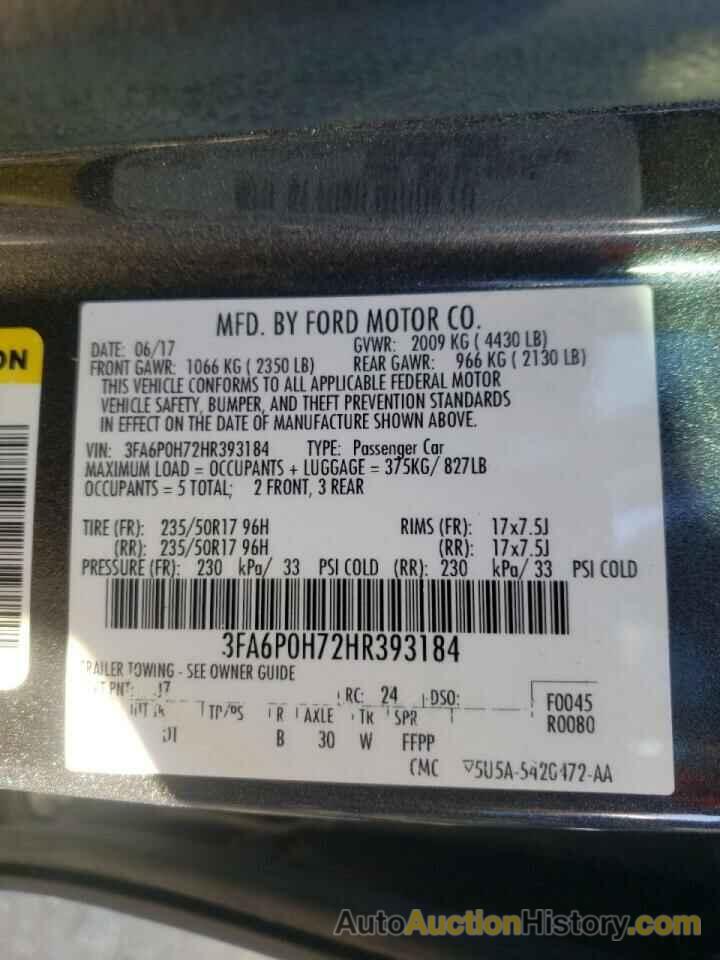 ON
MFD. BY FORD MOTOR CO.
DATE: 06/17 GVWR: 2009 KG ( 4430 LB)
FRONT GAWR: 1066 KG ( 2350 LB) REAR GAWR: 966 KG ( 2130 LB)
THIS VEHICLE CONFORMS TO ALL APPLICABLE FEDERAL MOTOR
VEHICLE SAFETY, BUMPER, AND THEFT PREVENTION STANDARDS
IN EFFECT ON THE DATE OF MANUFACTURE SHOWN ABOVE.
VIN: 3FA6P0H72HR393184 TYPE: Passenger Car
MAXIMUM LOAD = OCCUPANTS + LUGGAGE = 375KG/ 827LB
OCCUPANTS = 5 TOTAL; 2 FRONT, 3 REAR
TIRE (FR): 235/50R17 96H RIMS (FR): 17x7.5J
(RR): 235/50R17 96H (RR): 17x7.5J
PRESSURE (FR): 230 kPa/ 33 PSI COLD (RR): 230 kPa/ 33 PSI COLD
3FA6P0H72HR393184
TRAILER TOWING - SEE OWNER GUIDE
PNT: RC: 24 DSO: F0045
R0080
TP/PS R AXLE TR SPR
B 30 W FFPP
CMC
AutoAuctionHistory.com